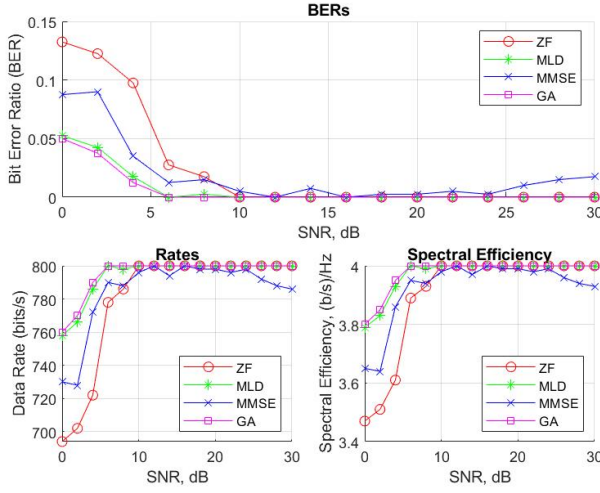 BERs
0.15
0.1
0.05
0
Bit Error Ratio (BER)
ZF
MLD
MMSE
GA
0 5 10 15 20 25 30
SNR, dB
Rates
800
780
760
740
720
700
Data Rate (bits/s)
ZF
MLD
MMSE
GA
0 10 20 30
SNR, dB
Spectral Efficiency
4
3.8
3.6
3.4
Spectral Efficiency, (b/s)/Hz
ZF
MLD
MMSE
GA
0 10 20 30
SNR, dB